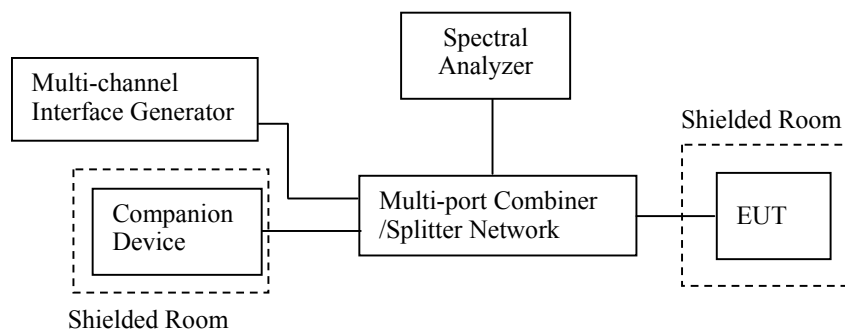 Spectral
Analyzer
Multi-channel
Interface Generator
Shielded Room
Multi-port Combiner
/Splitter Network
Companion
Device
EUT
Shielded Room